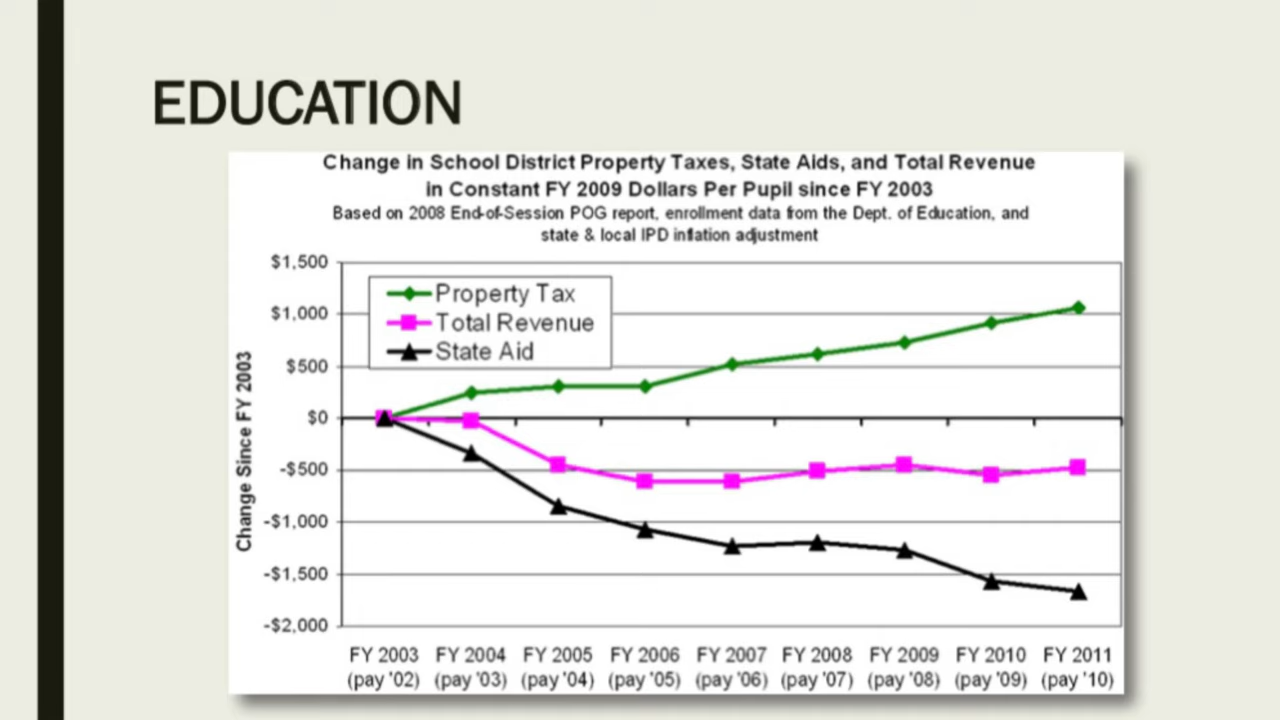 EDUCATION
Change in School District Property Taxes, State Aids, and Total Revenue
in Constant FY 2009 Dollars Per Pupil since FY 2003
Based on 2008 End-of-Session POG report, enrollment data from the Dept. of Education, and
state & local IPD inflation adjustment
Change Since FY 2003
$1,500
$1,000
$500
$0
-$500
-$1,000
-$1,500
-$2,000
Property Tax
Total Revenue
State Aid
FY 2003 FY 2004 FY 2005 FY 2006 FY 2007 FY 2008 FY 2009 FY 2010 FY 2011
(pay '02) (pay '03) (pay '04) (pay '05) (pay '06) (pay '07) (pay '08) (pay '09) (pay '10)